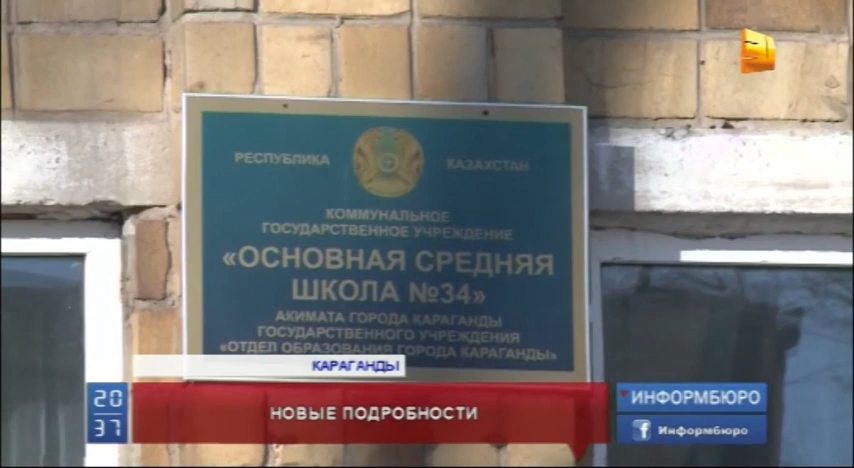 РЕСПУБЛИКА КАЗАХСТАН
КОММУНАЛЬНОЕ
ГОСУДАРСТВЕННОЕ УЧРЕЖДЕНИЕ
«ОСНОВНАЯ СРЕДНЯЯ
ШКОЛА №34»
АКИМАТА ГОРОДА КАРАГАНДЫ
ГОСУДАРСТВЕННОГО УЧРЕЖДЕНИЯ
«ОТДЕЛ ОБРАЗОВАНИЯ ГОРОДА КАРАГАНДЫ»
КАРАГАНДЫ
20
37
НОВЫЕ ПОДРОБНОСТИ
ИНФОРМБЮРО
f Информбюро